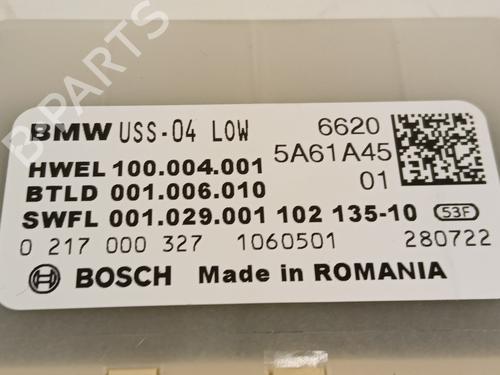 B-PARTS
BMW USS-04 LOW 6620
5A61A45
HWEL 100.004.001
01
BTLD 001.006.010
SWFL 001.029.001 102 135-10 53F
0 217 000 327 1060501 280722
BOSCH Made in ROMANIA